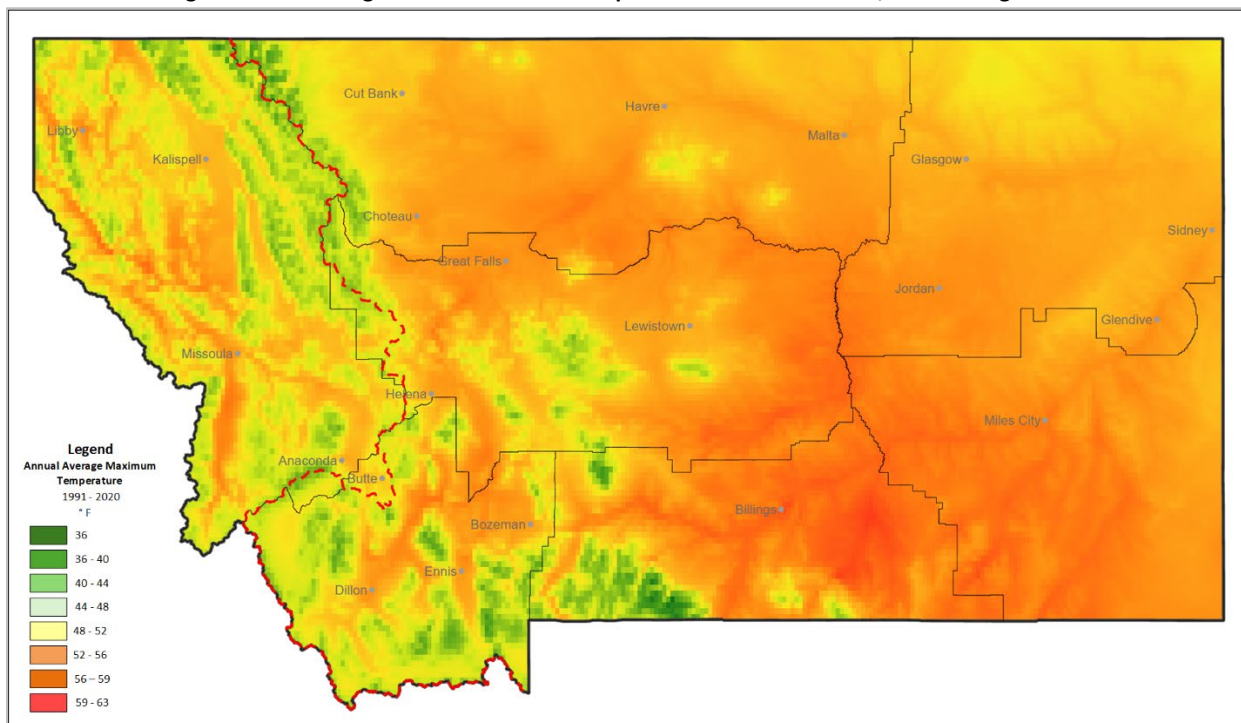 Cut Bank
Havre
Libby
Malta
Kalispell
Glasgow
Choteau
Sidney
Great Falls
Jordan
Lewistown
Glendive
Missoula
Helena
Miles City
Anaconda
Butte
Billings
Bozeman
Ennis
Dillon
Legend
Annual Average Maximum
Temperature
1991 - 2020
° F
36
36 - 40
40 - 44
44 - 48
48 - 52
52 - 56
56 – 59
59 - 63